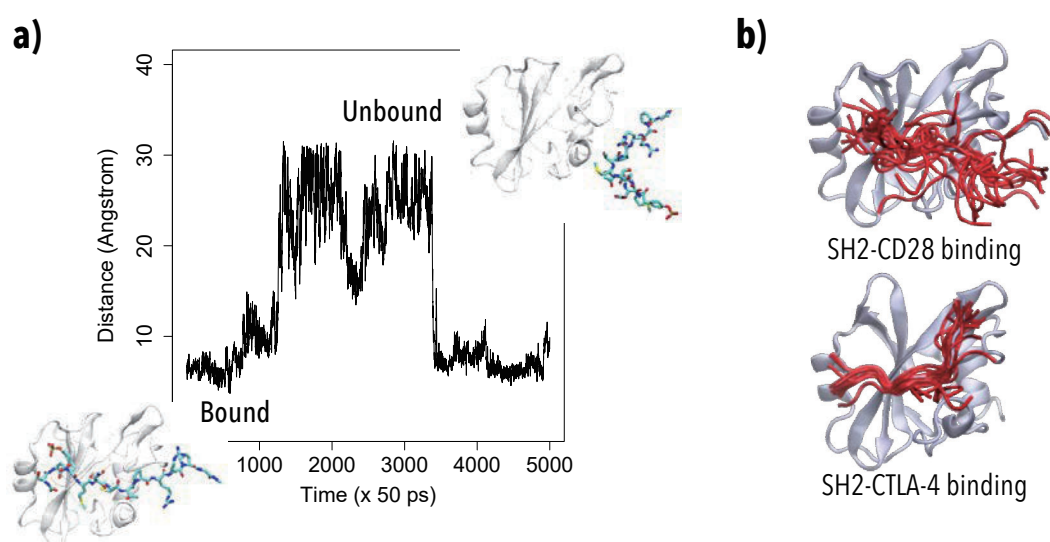 a)
b)
40
30
20
10
Distance (Angstrom)
Unbound
Bound
1000 2000 3000 4000 5000
Time (x 50 ps)
SH2-CD28 binding
SH2-CTLA-4 binding